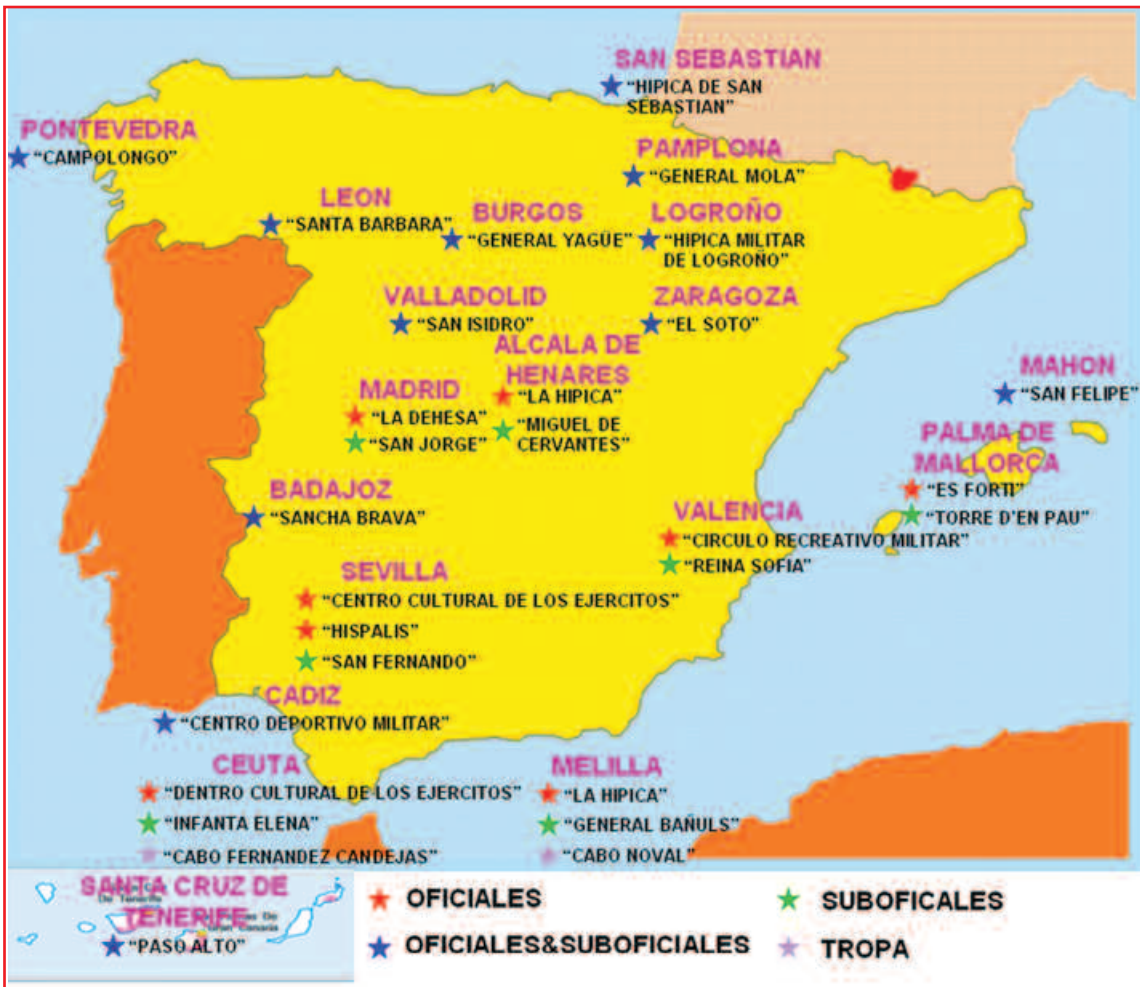 SAN SEBASTIAN
"HIPICA DE SAN
SEBASTIAN"
PONTEVEDRA
"CAMPOLONGO"
PAMPLONA
"GENERAL MOLA"
LEON
"SANTA BARBARA"
BURGOS
"GENERAL YAGÜE"
LOGROÑO
"HIPICA MILITAR
DE LOGROÑO"
VALLADOLID
"SAN ISIDRO"
ZARAGOZA
"EL SOTO"
ALCALA DE
HENARES
"LA HIPICA"
"MIGUEL DE
CERVANTES"
MADRID
"LA DEHESA"
"SAN JORGE"
MAHON
"SAN FELIPE"
PALMA DE
MALLORCA
"ES FORTI"
"TORRE D'EN PAU"
BADAJOZ
"SANCHA BRAVA"
VALENCIA
"CIRCULO RECREATIVO MILITAR"
"REINA SOFIA"
SEVILLA
"CENTRO CULTURAL DE LOS EJERCITOS"
"HISPALIS"
"SAN FERNANDO"
CADIZ
"CENTRO DEPORTIVO MILITAR"
CEUTA
"DENTRO CULTURAL DE LOS EJERCITOS"
"INFANTA ELENA"
"CABO FERNANDEZ CANDEJAS"
MELILLA
"LA HIPICA"
"GENERAL BAÑULS"
"CABO NOVAL"
SANTA CRUZ DE
TENERIFE
De Tenerife
Gran Canaria
"PASO ALTO"
OFICIALES
SUBOFICALES
OFICIALES&SUBOFICIALES
TROPA